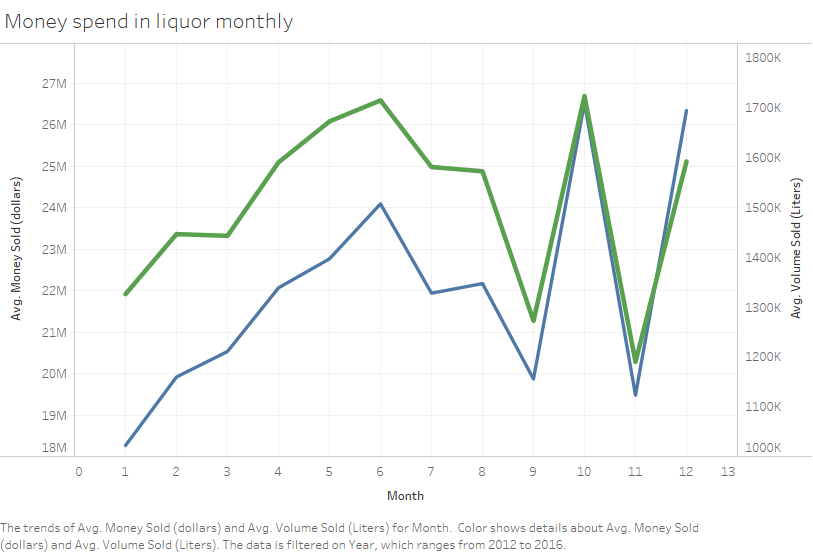 Money spend in liquor monthly
1800K
27M
1700K
26M
1600K
25M
24M
1500K
23M
1400K
22M
1300K
21M
1200K
20M
1100K
19M
18M
1000K
Avg. Money Sold (dollars)
Avg. Volume Sold (Liters)
0 1 2 3 4 5 6 7 8 9 10 11 12 13
Month
The trends of Avg. Money Sold (dollars) and Avg. Volume Sold (Liters) for Month. Color shows details about Avg. Money Sold
(dollars) and Avg. Volume Sold (Liters). The data is filtered on Year, which ranges from 2012 to 2016.